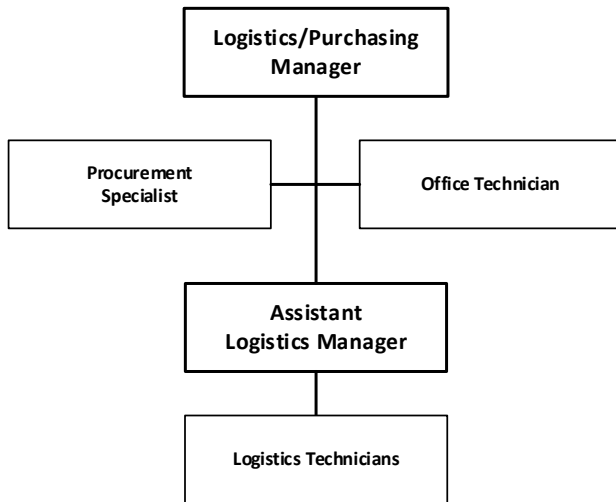 Logistics/Purchasing
Manager
Procurement
Specialist
Office Technician
Assistant
Logistics Manager
Logistics Technicians